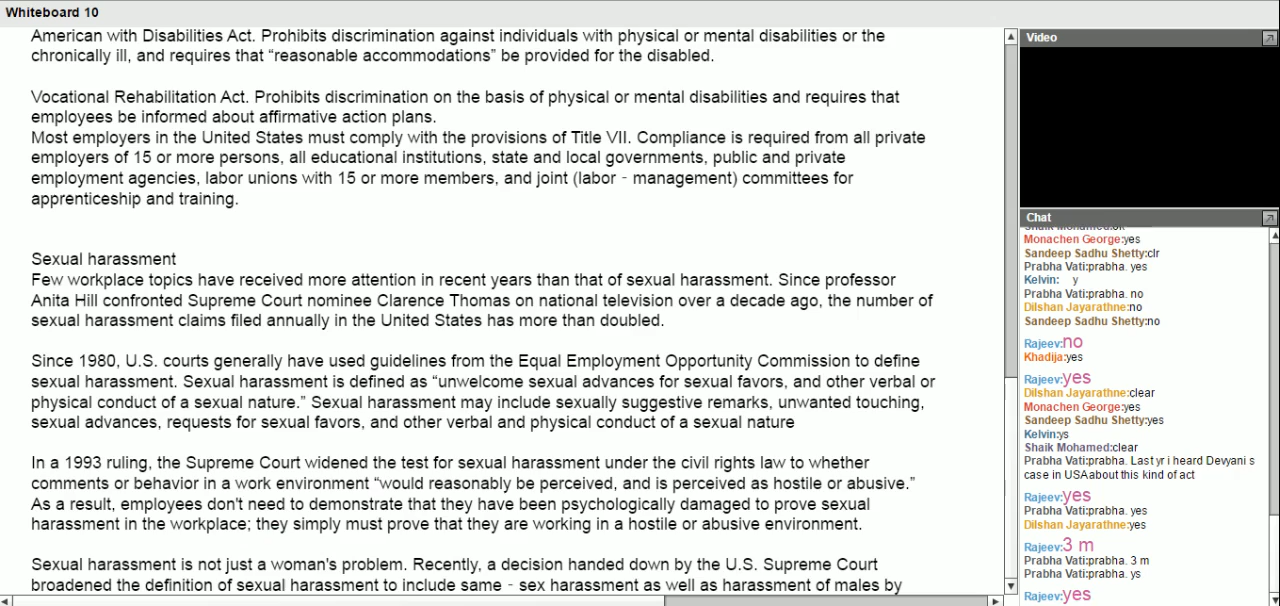 Whiteboard 10
American with Disabilities Act. Prohibits discrimination against individuals with physical or mental disabilities or the
chronically ill, and requires that “reasonable accommodations” be provided for the disabled.
Vocational Rehabilitation Act. Prohibits discrimination on the basis of physical or mental disabilities and requires that
employees be informed about affirmative action plans.
Most employers in the United States must comply with the provisions of Title VII. Compliance is required from all private
employers of 15 or more persons, all educational institutions, state and local governments, public and private
employment agencies, labor unions with 15 or more members, and joint (labor - management) committees for
apprenticeship and training.
Sexual harassment
Few workplace topics have received more attention in recent years than that of sexual harassment. Since professor
Anita Hill confronted Supreme Court nominee Clarence Thomas on national television over a decade ago, the number of
sexual harassment claims filed annually in the United States has more than doubled.
Since 1980, U.S. courts generally have used guidelines from the Equal Employment Opportunity Commission to define
sexual harassment. Sexual harassment is defined as “unwelcome sexual advances for sexual favors, and other verbal or
physical conduct of a sexual nature.” Sexual harassment may include sexually suggestive remarks, unwanted touching,
sexual advances, requests for sexual favors, and other verbal and physical conduct of a sexual nature
In a 1993 ruling, the Supreme Court widened the test for sexual harassment under the civil rights law to whether
comments or behavior in a work environment “would reasonably be perceived, and is perceived as hostile or abusive.”
As a result, employees don't need to demonstrate that they have been psychologically damaged to prove sexual
harassment in the workplace; they simply must prove that they are working in a hostile or abusive environment.
Sexual harassment is not just a woman's problem. Recently, a decision handed down by the U.S. Supreme Court
broadened the definition of sexual harassment to include same - sex harassment as well as harassment of males by
Video
Chat
Shaik Mohamed:ok
Monachen George:yes
Sandeep Sadhu Shetty:clr
Prabha Vati:prabha. yes
Kelvin: y
Prabha Vati:prabha. no
Dilshan Jayarathne:no
Sandeep Sadhu Shetty:no
Rajeev:no
Khadija:yes
Rajeev:yes
Dilshan Jayarathne:clear
Monachen George:yes
Sandeep Sadhu Shetty:yes
Kelvin:ys
Shaik Mohamed:clear
Prabha Vati:prabha. Last yr i heard Devyani s
case in USAabout this kind of act
Rajeev:yes
Prabha Vati:prabha. yes
Dilshan Jayarathne:yes
Rajeev:3 m
Prabha Vati:prabha. 3 m
Prabha Vati:prabha. ys
Rajeev:yes